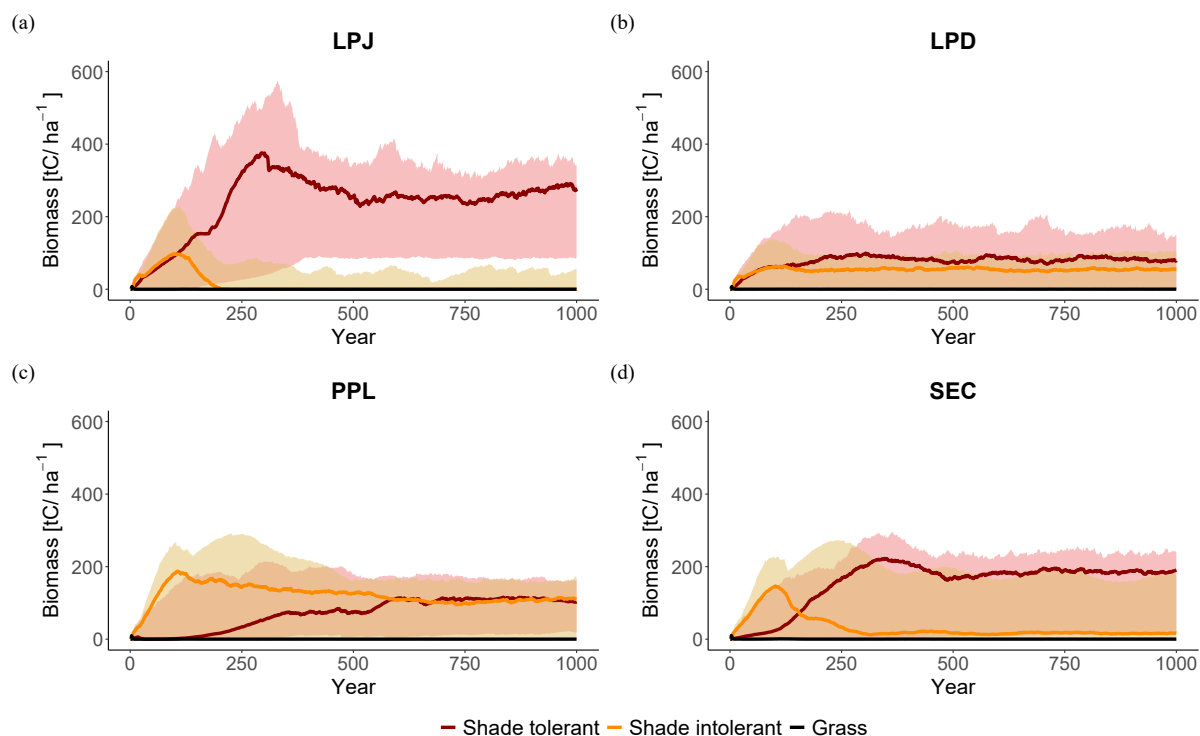 (a)
LPJ
600
400
200
0
Biomass [tC/ ha⁻¹ ]
0 250 500 750 1000
Year
(b)
LPD
600
400
200
0
Biomass [tC/ ha⁻¹ ]
0 250 500 750 1000
Year
(c)
PPL
600
400
200
0
Biomass [tC/ ha⁻¹ ]
0 250 500 750 1000
Year
(d)
SEC
600
400
200
0
Biomass [tC/ ha⁻¹ ]
0 250 500 750 1000
Year
Shade tolerant Shade intolerant Grass